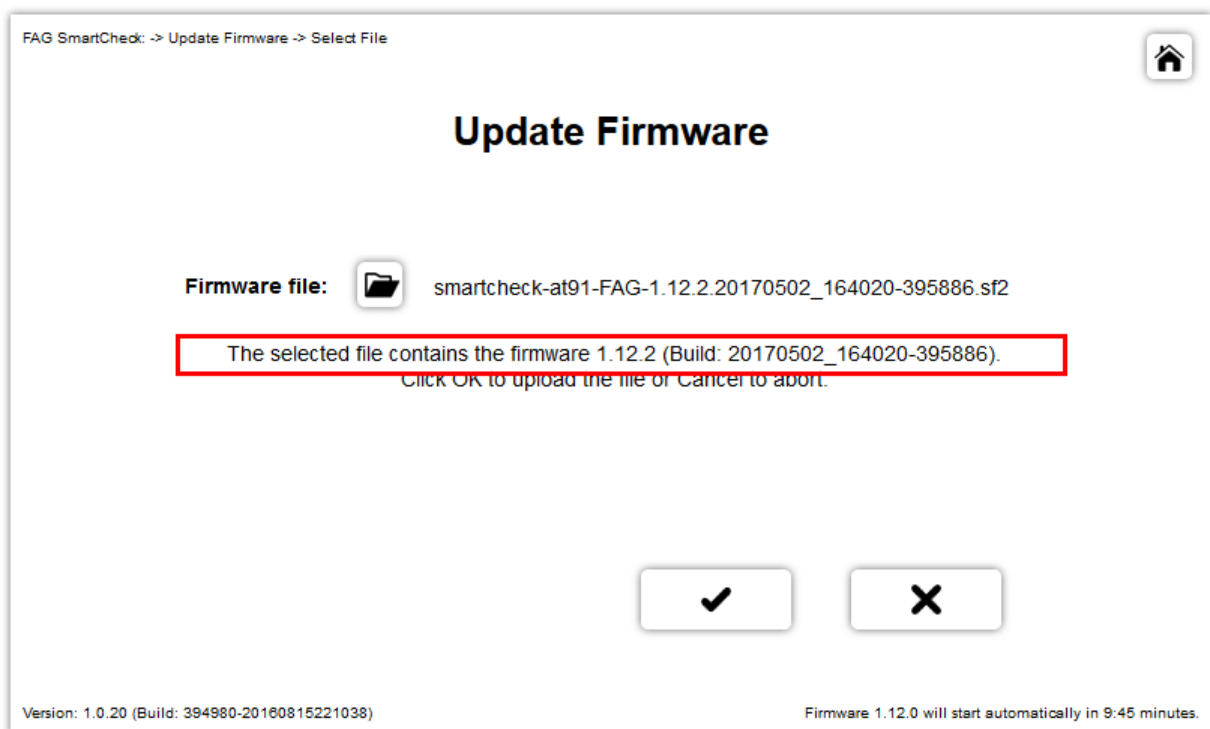 FAG SmartCheck: -> Update Firmware -> Select File
Update Firmware
Firmware file: smartcheck-at91-FAG-1.12.2.20170502_164020-395886.sf2
The selected file contains the firmware 1.12.2 (Build: 20170502_164020-395886).
Click OK to upload the file or Cancel to abort.
Version: 1.0.20 (Build: 394980-20160815221038)
Firmware 1.12.0 will start automatically in 9:45 minutes.